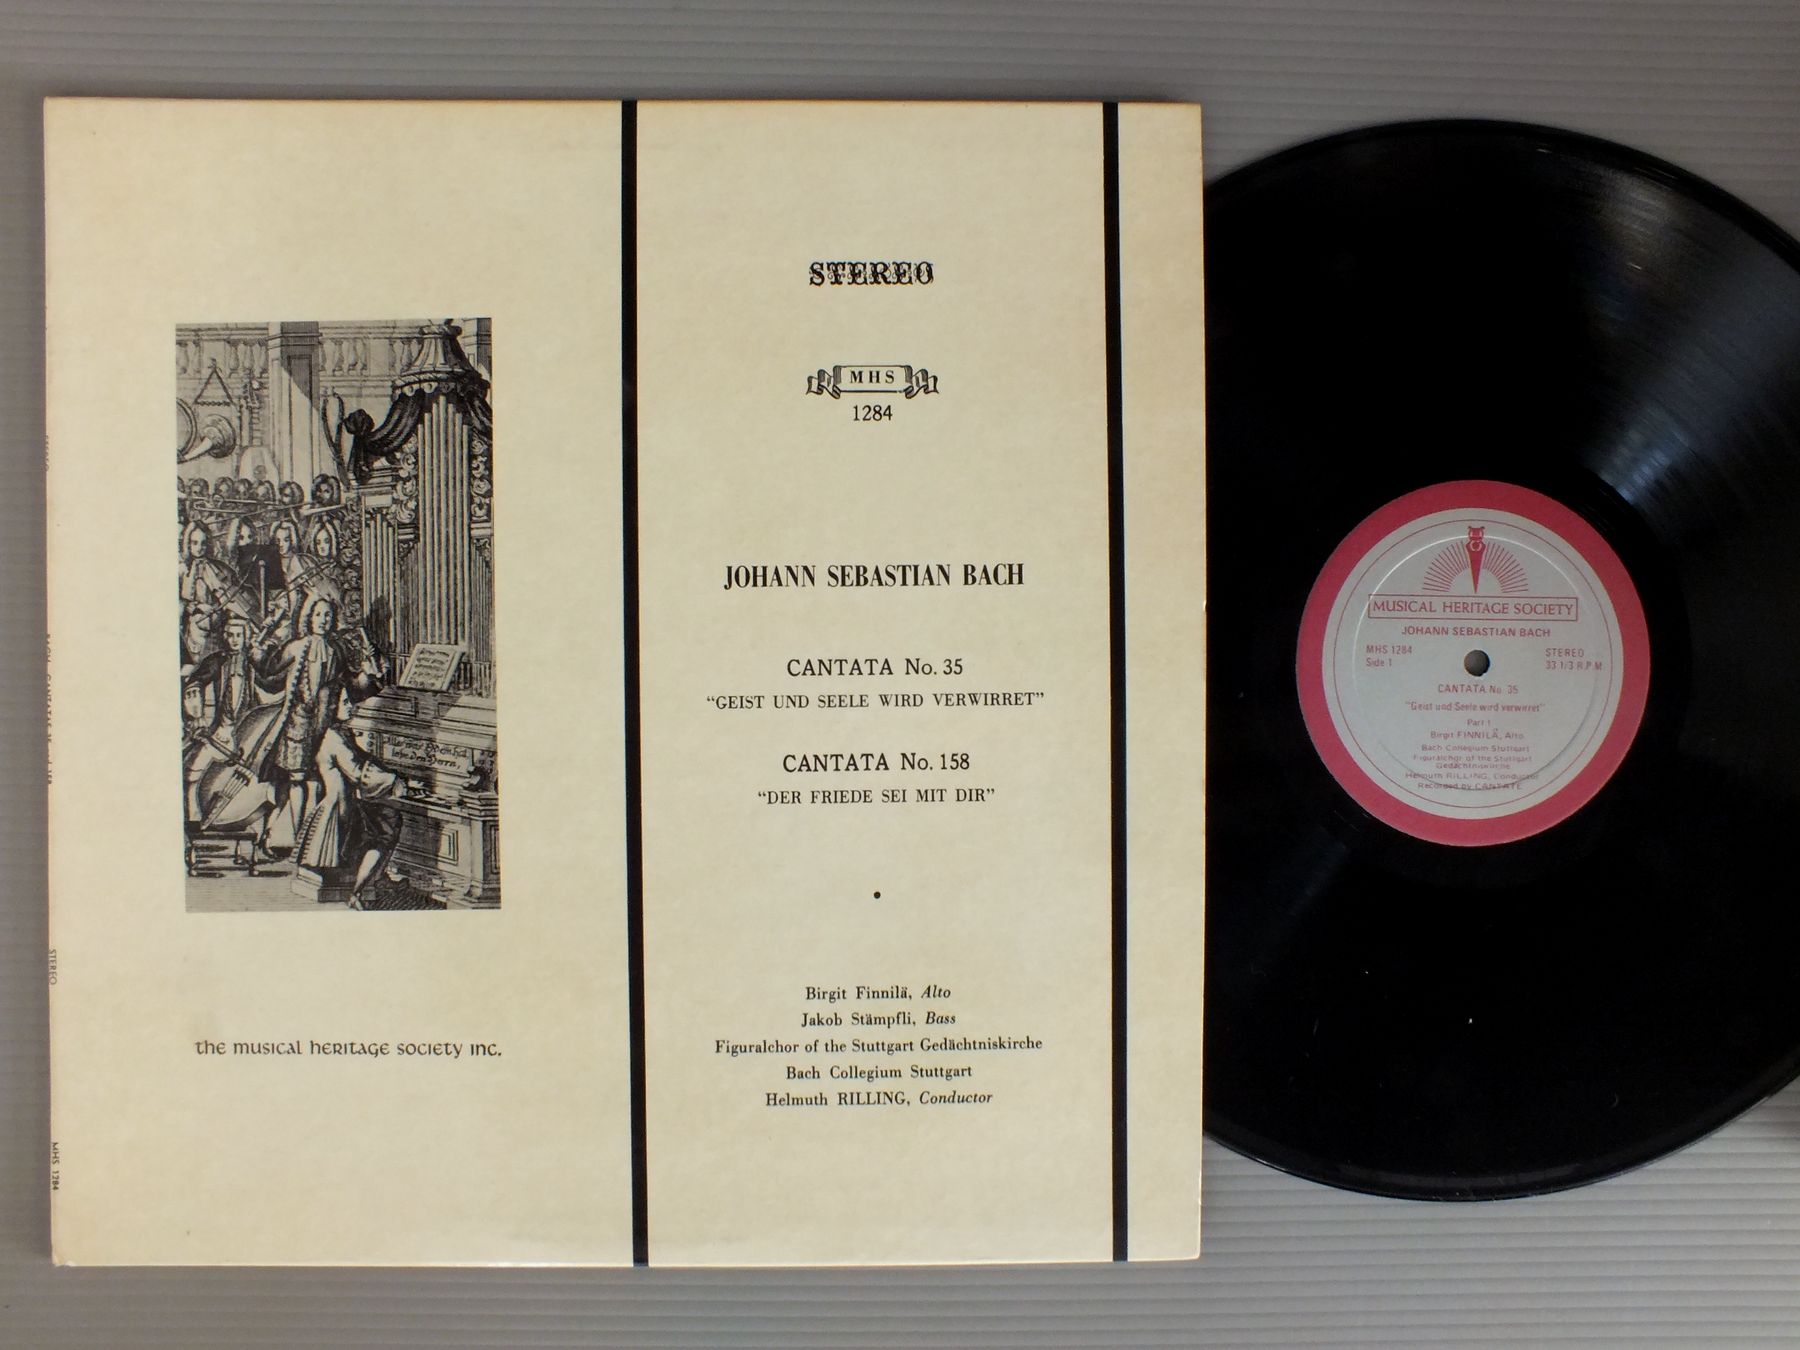 STEREO
MHS
1284
JOHANN SEBASTIAN BACH
CANTATA No. 35
“GEIST UND SEELE WIRD VERWIRRET”
CANTATA No. 158
“DER FRIEDE SEI MIT DIR”
Birgit Finnilä, Alto
Jakob Stämpfli, Bass
Figuralchor of the Stuttgart Gedächtniskirche
Bach Collegium Stuttgart
Helmuth RILLING, Conductor
the musical heritage society inc.
STEREO
MHS 1284
MUSICAL HERITAGE SOCIETY
JOHANN SEBASTIAN BACH
MHS 1284
Side 1
STEREO
33 1/3 R.P.M
CANTATA No. 35
"Geist und Seele wird verwirret"
Part 1
Birgit FINNILÄ, Alto
Bach Collegium Stuttgart
Figuralchor of the Stuttgart
Gedächtniskirche
Helmuth RILLING, Conductor
Recorded by CANTATE